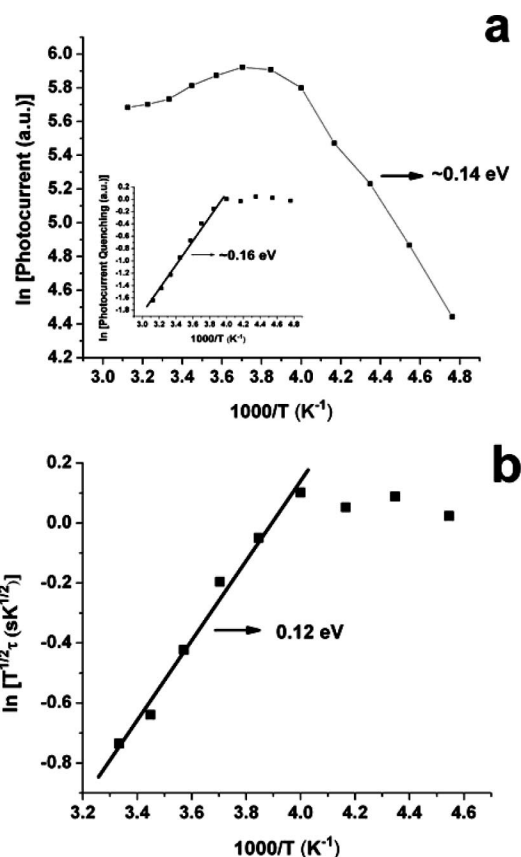 a
ln [Photocurrent (a.u.)]
6.0
5.8
5.6
5.4
5.2
5.0
4.8
4.6
4.4
4.2
~0.14 eV
ln [Photocurrent Quenching (a.u.)]
0.2
0.0
-0.2
-0.4
-0.6
-0.8
-1.0
-1.2
-1.4
-1.6
-1.8
~0.16 eV
3.0 3.2 3.4 3.6 3.8 4.0 4.2 4.4 4.6 4.8
1000/T (K⁻¹)
3.0 3.2 3.4 3.6 3.8 4.0 4.2 4.4 4.6 4.8
1000/T (K⁻¹)
b
ln [T^1/2 τ (sK^1/2)]
0.2
0.0
-0.2
-0.4
-0.6
-0.8
0.12 eV
3.2 3.4 3.6 3.8 4.0 4.2 4.4 4.6
1000/T (K⁻¹)